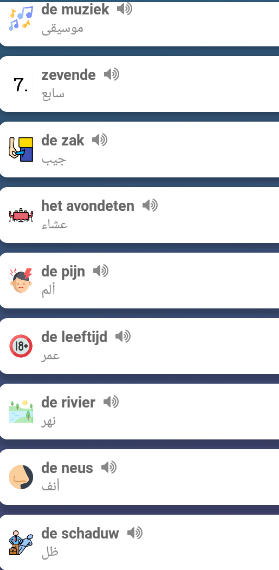 de muziek
موسيقى
7.
zevende
سابع
de zak
جيب
het avondeten
عشاء
de pijn
ألم
de leeftijd
18+
عمر
de rivier
نهر
de neus
أنف
de schaduw
ظل